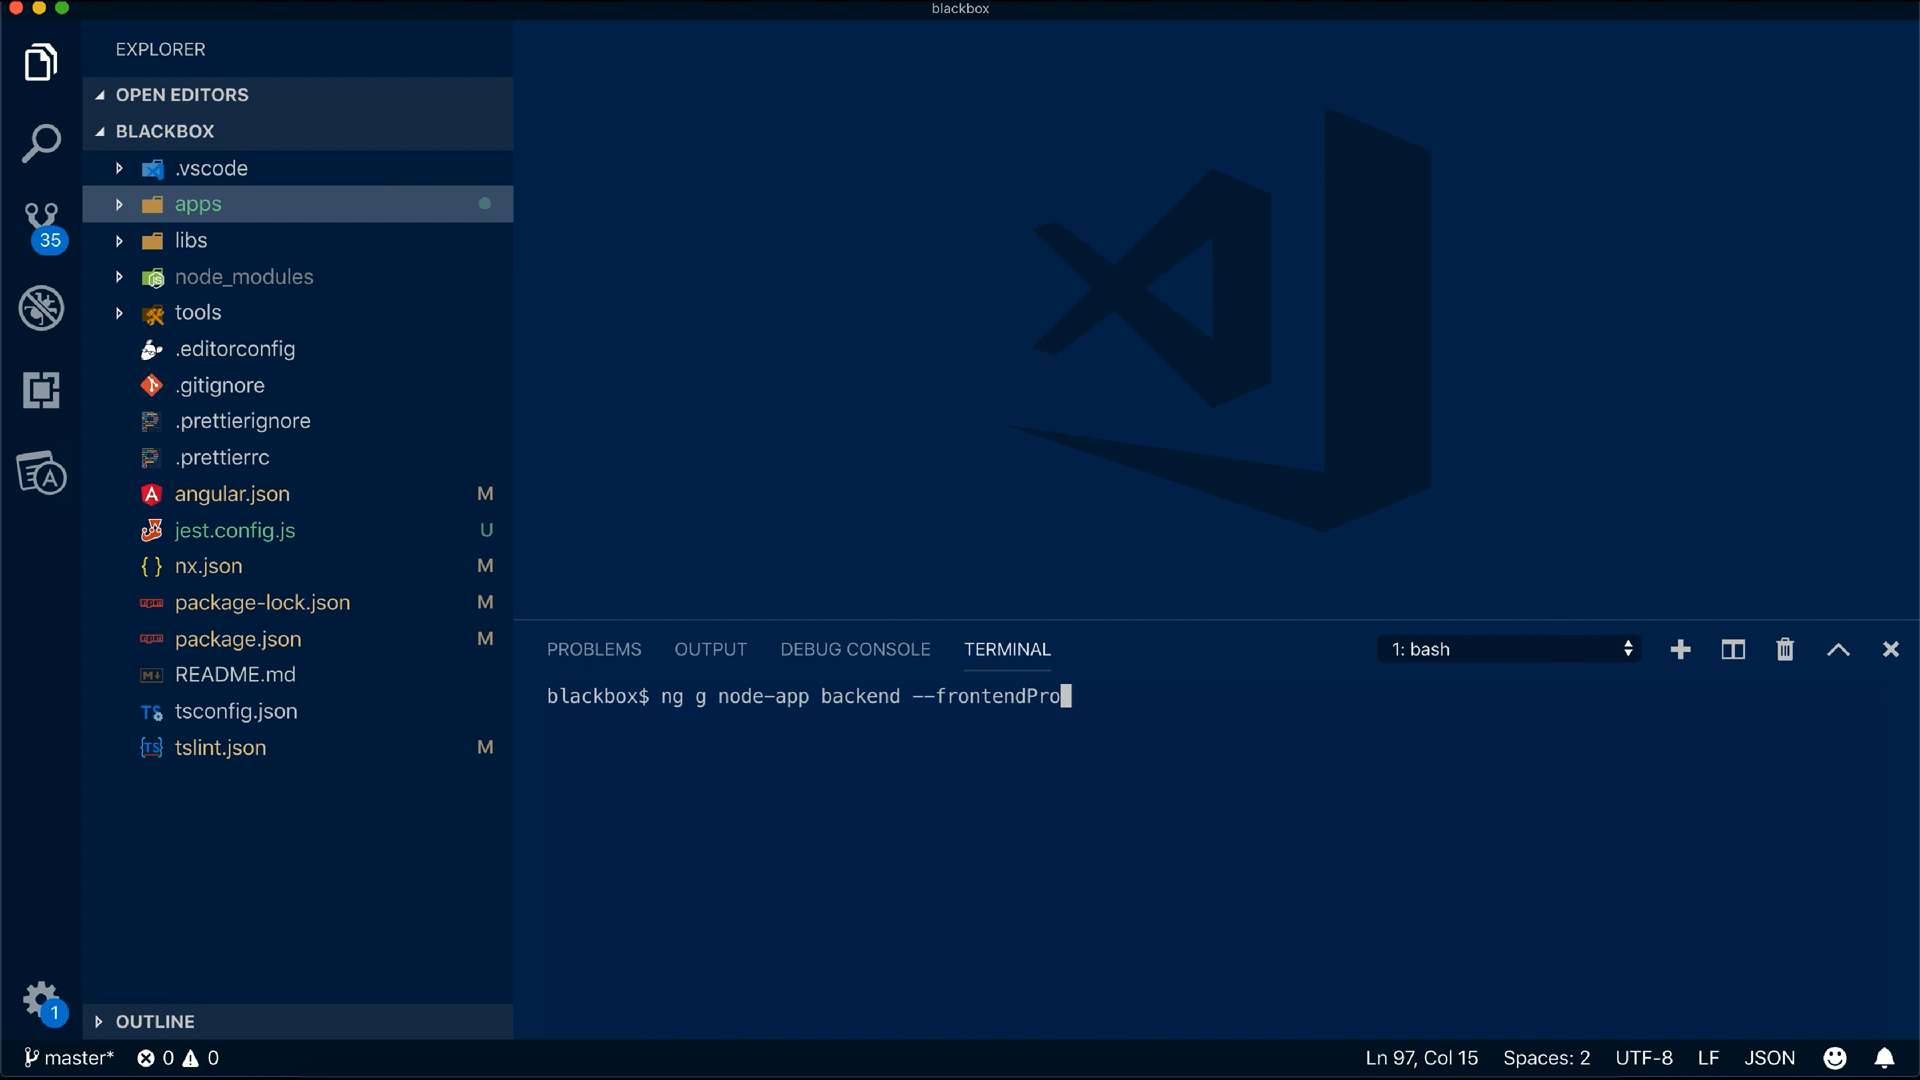 blackbox
EXPLORER
OPEN EDITORS
BLACKBOX
.vscode
apps
libs
node_modules
tools
.editorconfig
.gitignore
.prettierignore
.prettierrc
angular.json M
jest.config.js U
nx.json M
package-lock.json M
package.json M
README.md
tsconfig.json
tslint.json M
OUTLINE
35
1
PROBLEMS OUTPUT DEBUG CONSOLE TERMINAL 1: bash
blackbox$ ng g node-app backend --frontendPro
master* 0 0 Ln 97, Col 15 Spaces: 2 UTF-8 LF JSON